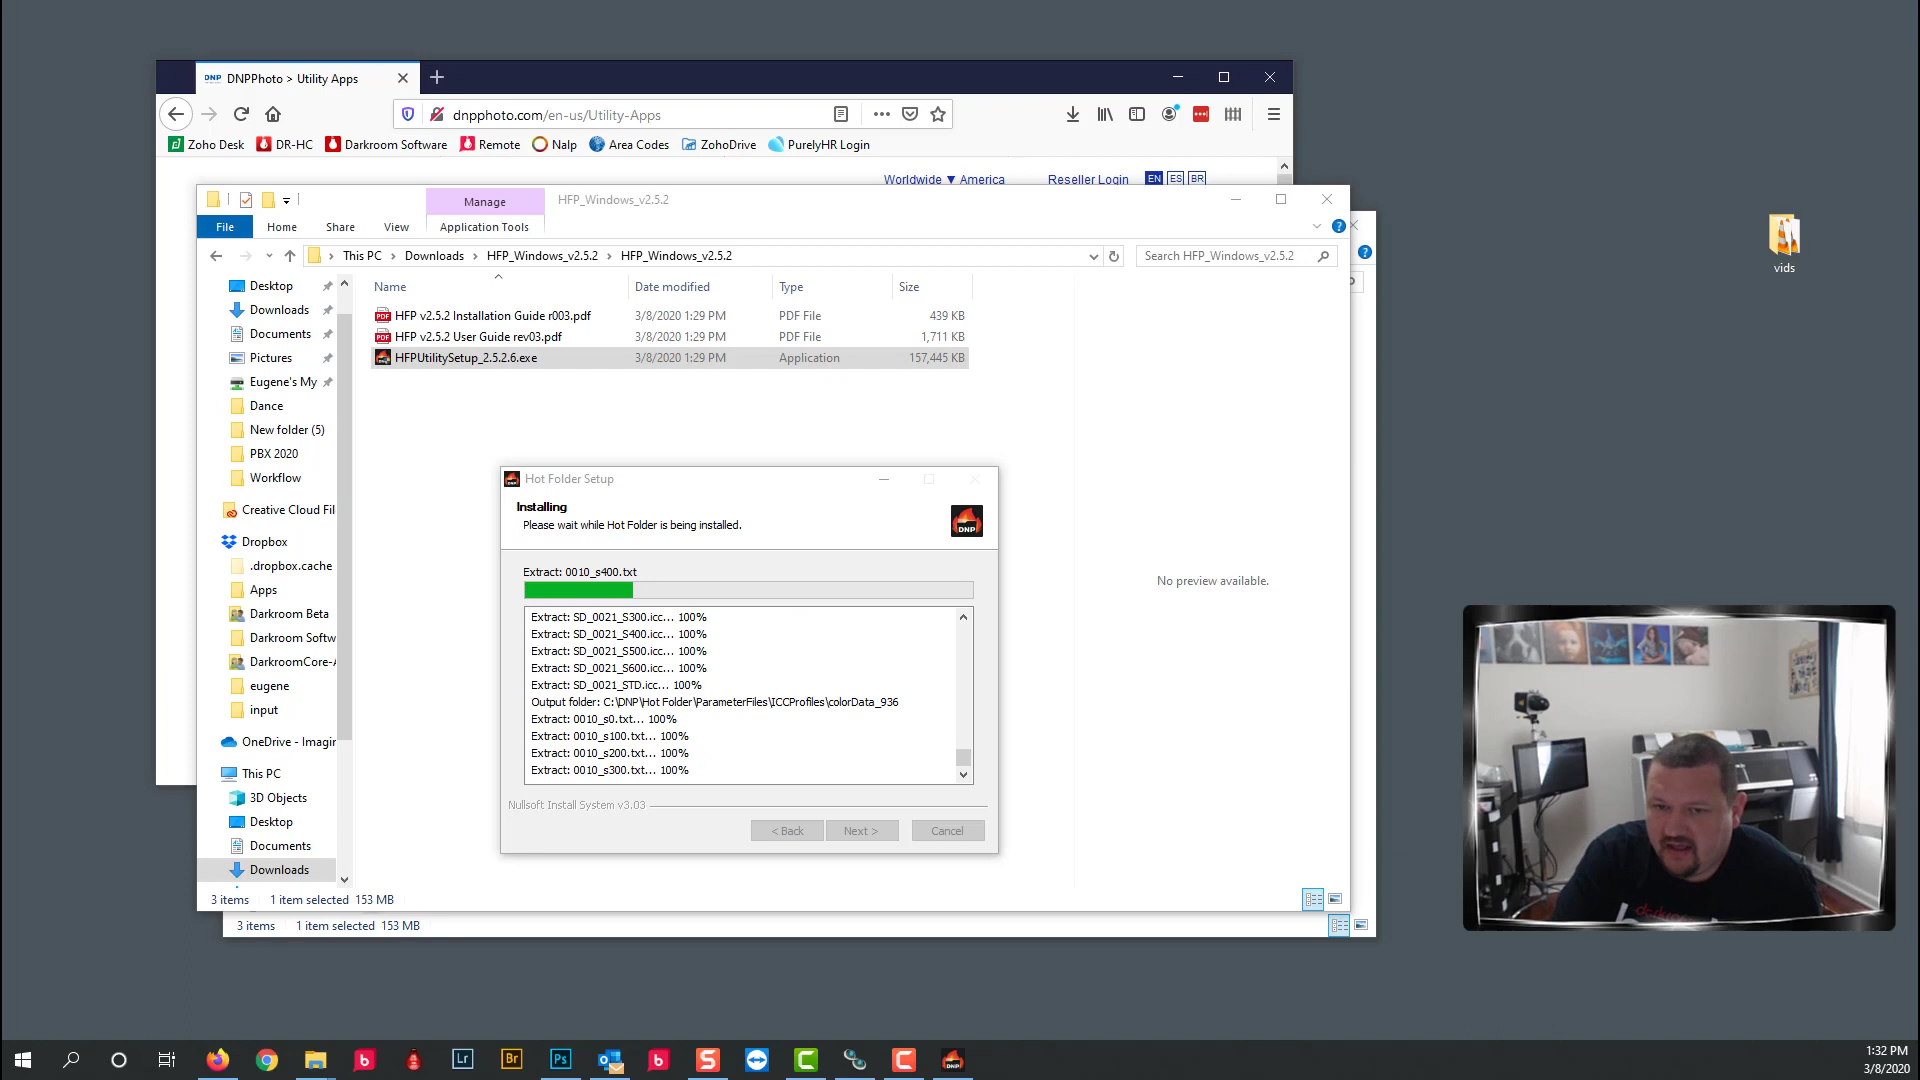 DNP DNPPhoto > Utility Apps
dnpphoto.com/en-us/Utility-Apps
Zoho Desk DR-HC Darkroom Software Remote Nalp Area Codes ZohoDrive PurelyHR Login
Worldwide ▼ America Reseller Login EN ES BR
Manage HFP_Windows_v2.5.2
File Home Share View Application Tools
This PC > Downloads > HFP_Windows_v2.5.2 > HFP_Windows_v2.5.2 Search HFP_Windows_v2.5.2
vids
Name Date modified Type Size
HFP v2.5.2 Installation Guide r003.pdf 3/8/2020 1:29 PM PDF File 439 KB
HFP v2.5.2 User Guide rev03.pdf 3/8/2020 1:29 PM PDF File 1,711 KB
HFPUtilitySetup_2.5.2.6.exe 3/8/2020 1:29 PM Application 157,445 KB
Desktop
Downloads
Documents
Pictures
Eugene's My
Dance
New folder (5)
PBX 2020
Workflow
Creative Cloud Fil
Dropbox
.dropbox.cache
Apps
Darkroom Beta
Darkroom Softw
DarkroomCore-A
eugene
input
OneDrive - Imagin
This PC
3D Objects
Desktop
Documents
Downloads
No preview available.
Hot Folder Setup
Installing
Please wait while Hot Folder is being installed.
DNP
Extract: 0010_s400.txt
Extract: SD_0021_S300.icc... 100%
Extract: SD_0021_S400.icc... 100%
Extract: SD_0021_S500.icc... 100%
Extract: SD_0021_S600.icc... 100%
Extract: SD_0021_STD.icc... 100%
Output folder: C:\DNP\Hot Folder\ParameterFiles\ICCProfiles\colorData_936
Extract: 0010_s0.txt... 100%
Extract: 0010_s100.txt... 100%
Extract: 0010_s200.txt... 100%
Extract: 0010_s300.txt... 100%
Nullsoft Install System v3.03
< Back Next > Cancel
3 items 1 item selected 153 MB
3 items 1 item selected 153 MB
Lr Br Ps
1:32 PM
3/8/2020